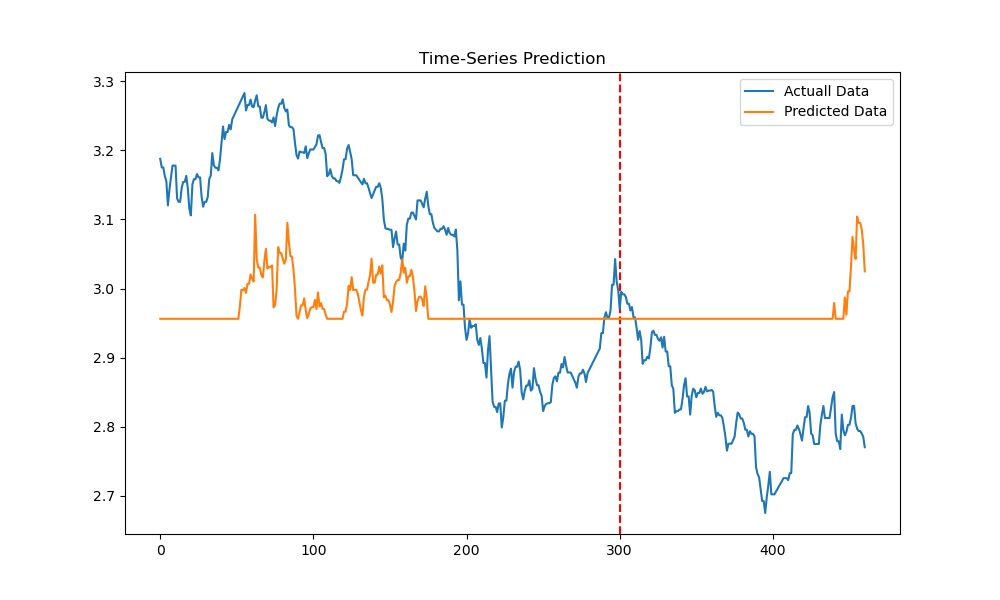 Time-Series Prediction
Actuall Data
Predicted Data
3.3
3.2
3.1
3.0
2.9
2.8
2.7
0 100 200 300 400